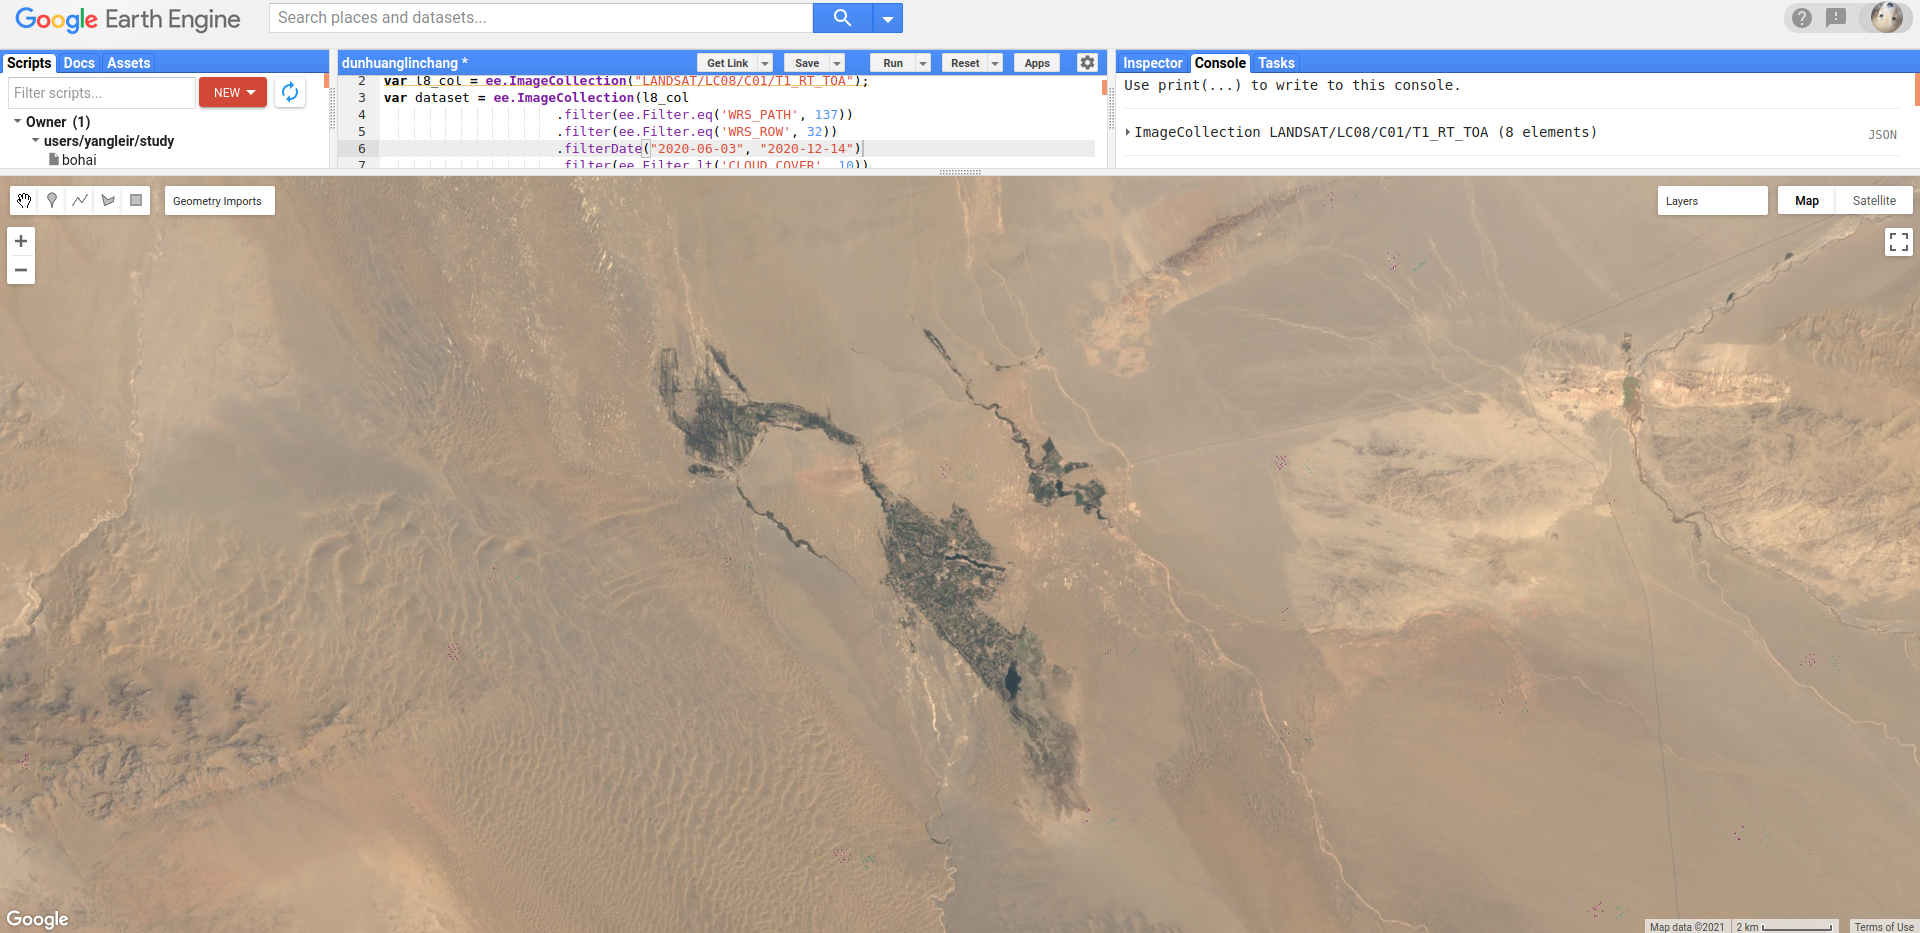 Google Earth Engine
Search places and datasets...
Scripts Docs Assets
Filter scripts...
NEW
Owner (1)
users/yangleir/study
bohai
dunhuanglinchang *
Get Link Save Run Reset Apps
2 var l8_col = ee.ImageCollection("LANDSAT/LC08/C01/T1_RT_TOA");
3 var dataset = ee.ImageCollection(l8_col
4 .filter(ee.Filter.eq('WRS_PATH', 137))
5 .filter(ee.Filter.eq('WRS_ROW', 32))
6 .filterDate("2020-06-03", "2020-12-14")
7 .filter(ee.Filter.lt('CLOUD_COVER', 10))
Inspector Console Tasks
Use print(...) to write to this console.
ImageCollection LANDSAT/LC08/C01/T1_RT_TOA (8 elements)
JSON
Geometry Imports
Layers
Map Satellite
Google
Map data ©2021 2 km Terms of Use